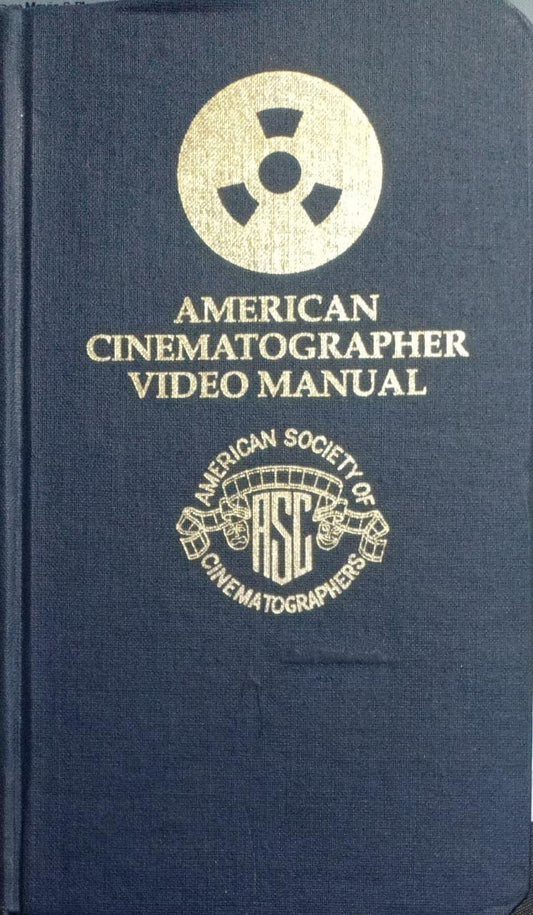 AMERICAN
CINEMATOGRAPHER
VIDEO MANUAL
AMERICAN SOCIETY OF
ASC
CINEMATOGRAPHERS